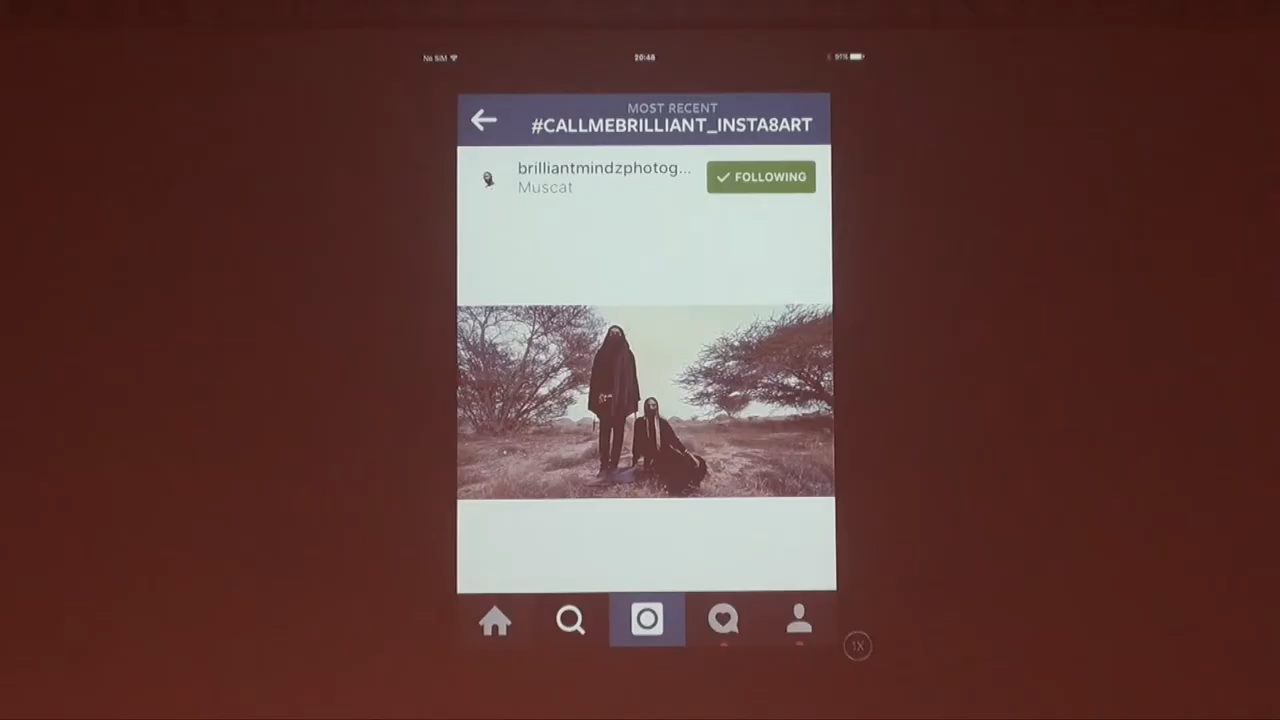 No SIM
20:48
91%
MOST RECENT
#CALLMEBRILLIANT_INSTA8ART
brilliantmindzphotog...
FOLLOWING
Muscat
1X